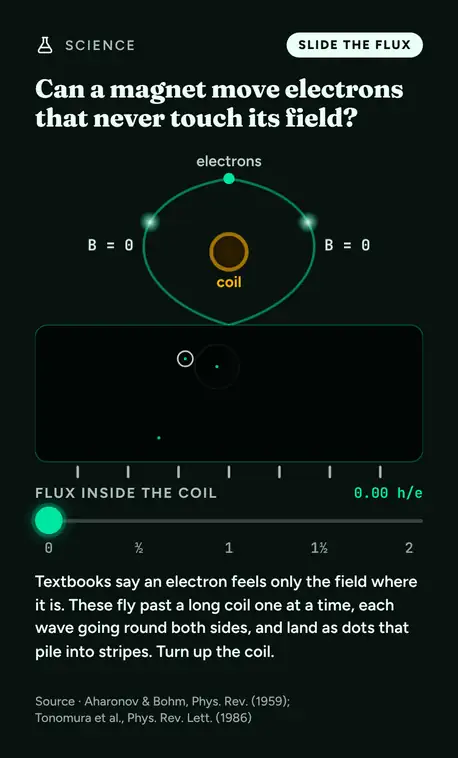 SCIENCE
SLIDE THE FLUX
Can a magnet move electrons
that never touch its field?
electrons
B = 0
B = 0
coil
FLUX INSIDE THE COIL
0.00 h/e
0
½
1
1½
2
Textbooks say an electron feels only the field where
it is. These fly past a long coil one at a time, each
wave going round both sides, and land as dots that
pile into stripes. Turn up the coil.
Source · Aharonov & Bohm, Phys. Rev. (1959);
Tonomura et al., Phys. Rev. Lett. (1986)